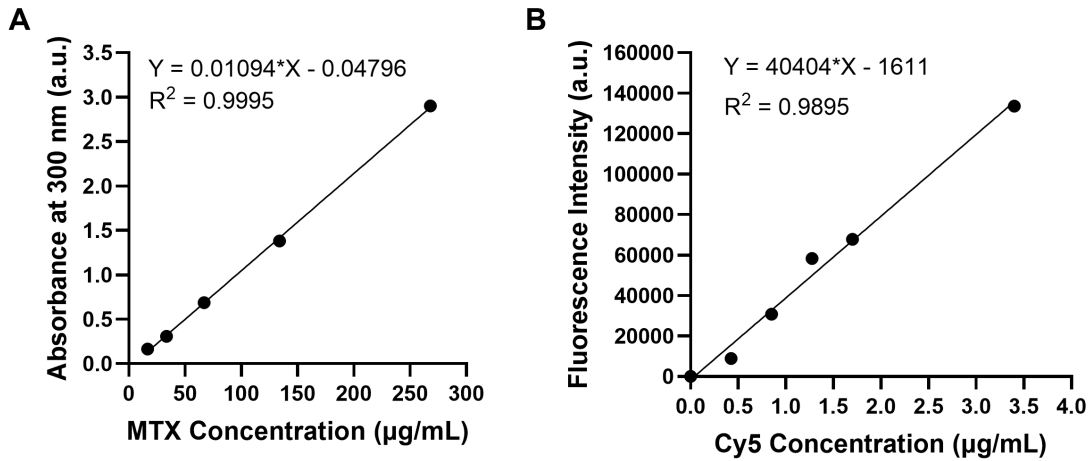 A
Absorbance at 300 nm (a.u.)
3.5
3.0
2.5
2.0
1.5
1.0
0.5
0.0
Y = 0.01094*X - 0.04796
R² = 0.9995
0 50 100 150 200 250 300
MTX Concentration (µg/mL)
B
Fluorescence Intensity (a.u.)
160000
140000
120000
100000
80000
60000
40000
20000
0
Y = 40404*X - 1611
R² = 0.9895
0.0 0.5 1.0 1.5 2.0 2.5 3.0 3.5 4.0
Cy5 Concentration (µg/mL)